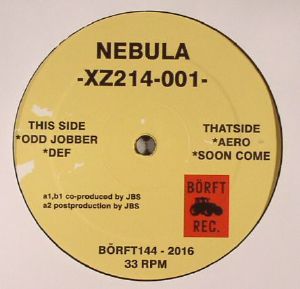 NEBULA
-XZ214-001-
THIS SIDE
*ODD JOBBER
*DEF
THATSIDE
*AERO
*SOON COME
a1,b1 co-produced by JBS
a2 postproduction by JBS
BÖRFT
REC.
BÖRFT144 - 2016
33 RPM